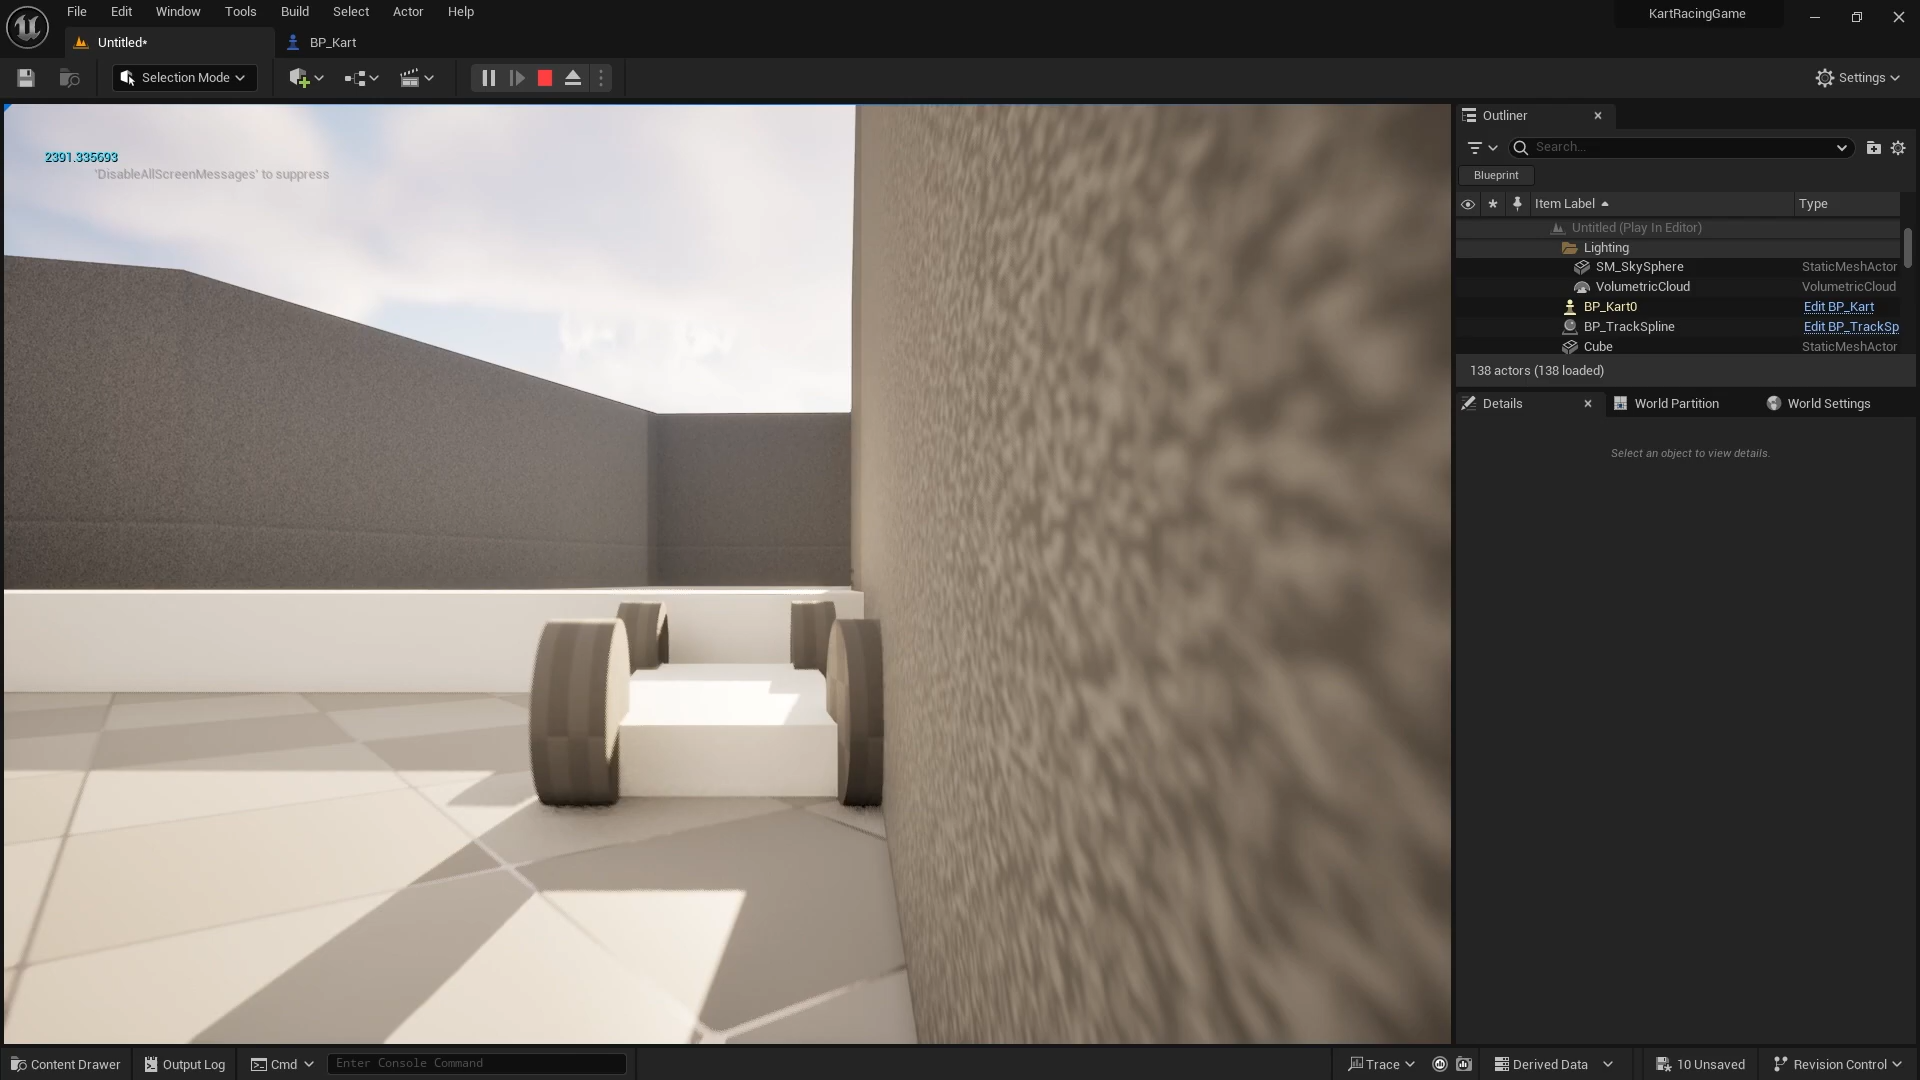 File Edit Window Tools Build Select Actor Help
KartRacingGame
Untitled*
BP_Kart
Selection Mode
Settings
2391.335693
'DisableAllScreenMessages' to suppress
Outliner
Search...
Blueprint
Item Label Type
Untitled (Play In Editor)
Lighting
SM_SkySphere StaticMeshActor
VolumetricCloud VolumetricCloud
BP_Kart0 Edit BP_Kart
BP_TrackSpline Edit BP_TrackSp
Cube StaticMeshActor
138 actors (138 loaded)
Details World Partition World Settings
Select an object to view details.
Content Drawer Output Log Cmd Enter Console Command Trace Derived Data 10 Unsaved Revision Control